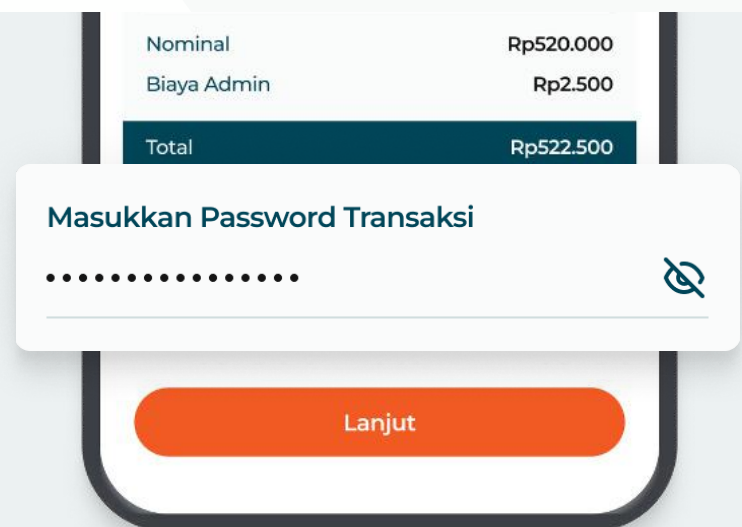 Nominal Rp520.000
Biaya Admin Rp2.500
Total Rp522.500
Masukkan Password Transaksi
••••••••••••••••
Lanjut